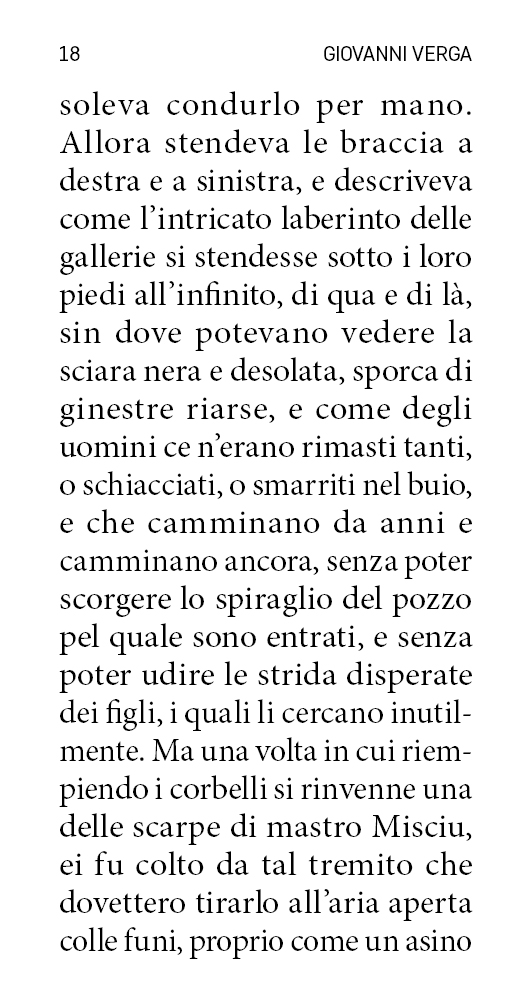 18 GIOVANNI VERGA
soleva condurlo per mano.
Allora stendeva le braccia a
destra e a sinistra, e descriveva
come l’intricato laberinto delle
gallerie si stendesse sotto i loro
piedi all’infinito, di qua e di là,
sin dove potevano vedere la
sciara nera e desolata, sporca di
ginestre riarse, e come degli
uomini ce n’erano rimasti tanti,
o schiacciati, o smarriti nel buio,
e che camminano da anni e
camminano ancora, senza poter
scorgere lo spiraglio del pozzo
pel quale sono entrati, e senza
poter udire le strida disperate
dei figli, i quali li cercano inutil-
mente. Ma una volta in cui riem-
piendo i corbelli si rinvenne una
delle scarpe di mastro Misciu,
ei fu colto da tal tremito che
dovettero tirarlo all’aria aperta
colle funi, proprio come un asino